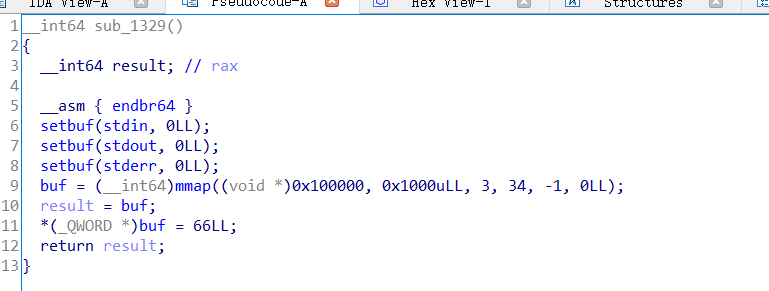 IDA View-A Pseudocode-A Hex View-1 Structures
1 __int64 sub_1329()
2 {
3 __int64 result; // rax
4
5 __asm { endbr64 }
6 setbuf(stdin, 0LL);
7 setbuf(stdout, 0LL);
8 setbuf(stderr, 0LL);
9 buf = (__int64)mmap((void *)0x100000, 0x1000uLL, 3, 34, -1, 0LL);
10 result = buf;
11 *(_QWORD *)buf = 66LL;
12 return result;
13 }